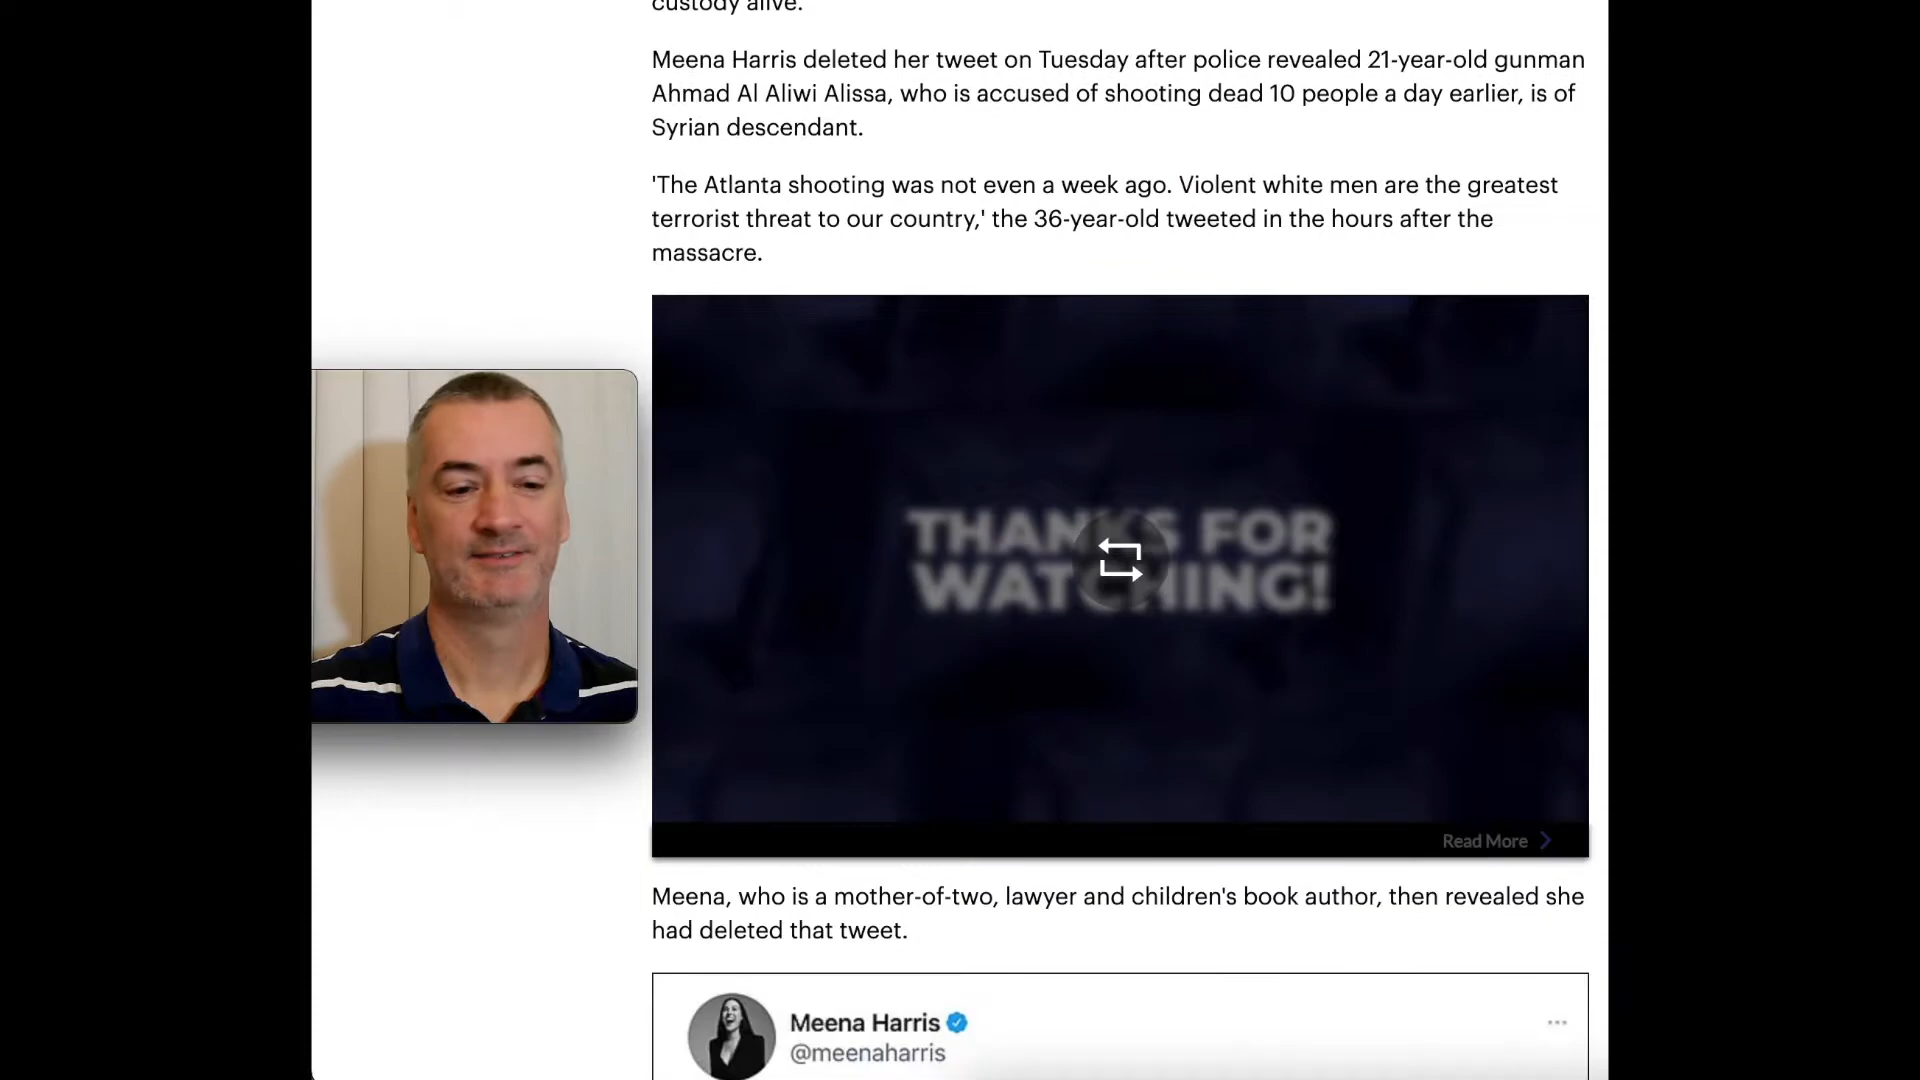 custody alive.
Meena Harris deleted her tweet on Tuesday after police revealed 21-year-old gunman
Ahmad Al Aliwi Alissa, who is accused of shooting dead 10 people a day earlier, is of
Syrian descendant.
'The Atlanta shooting was not even a week ago. Violent white men are the greatest
terrorist threat to our country,' the 36-year-old tweeted in the hours after the
massacre.
THANKS FOR
WATCHING!
Read More
Meena, who is a mother-of-two, lawyer and children's book author, then revealed she
had deleted that tweet.
Meena Harris
@meenaharris